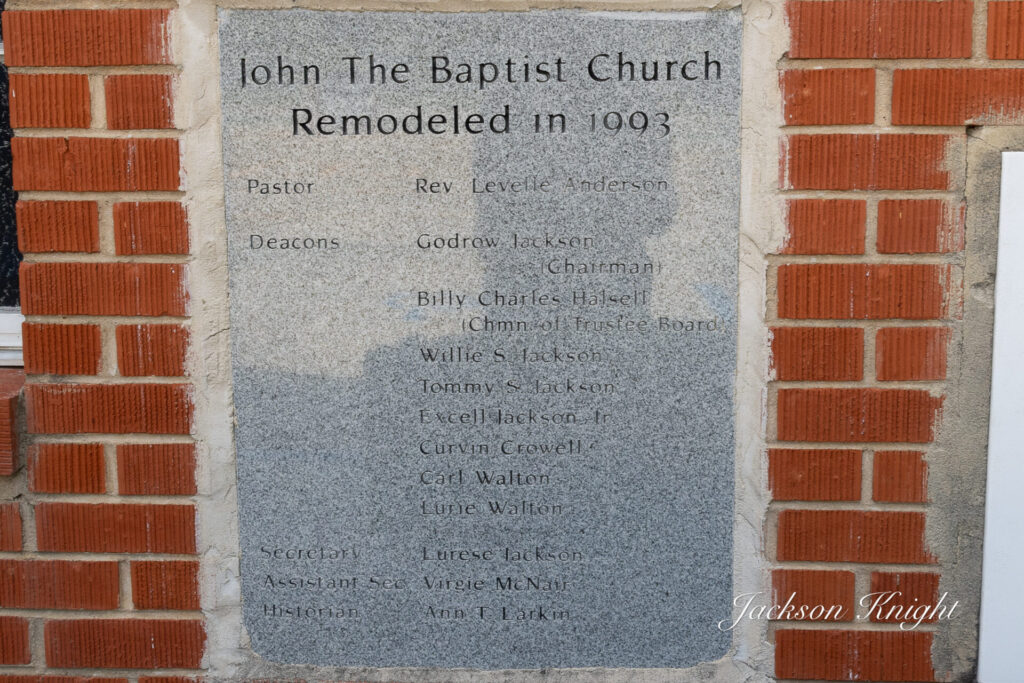 John The Baptist Church
Remodeled in 1993
Pastor Rev. Levelle Anderson
Deacons Godrow Jackson
(Chairman)
Billy Charles Halsell
(Chmn. of Trustee Board)
Willie S. Jackson
Tommy S. Jackson
Excell Jackson, Jr.
Curvin Crowell
Carl Walton
Lurie Walton
Secretary Lurese Jackson
Assistant Sec. Virgie McNair
Historian Ann T. Larkin
Jackson Knight